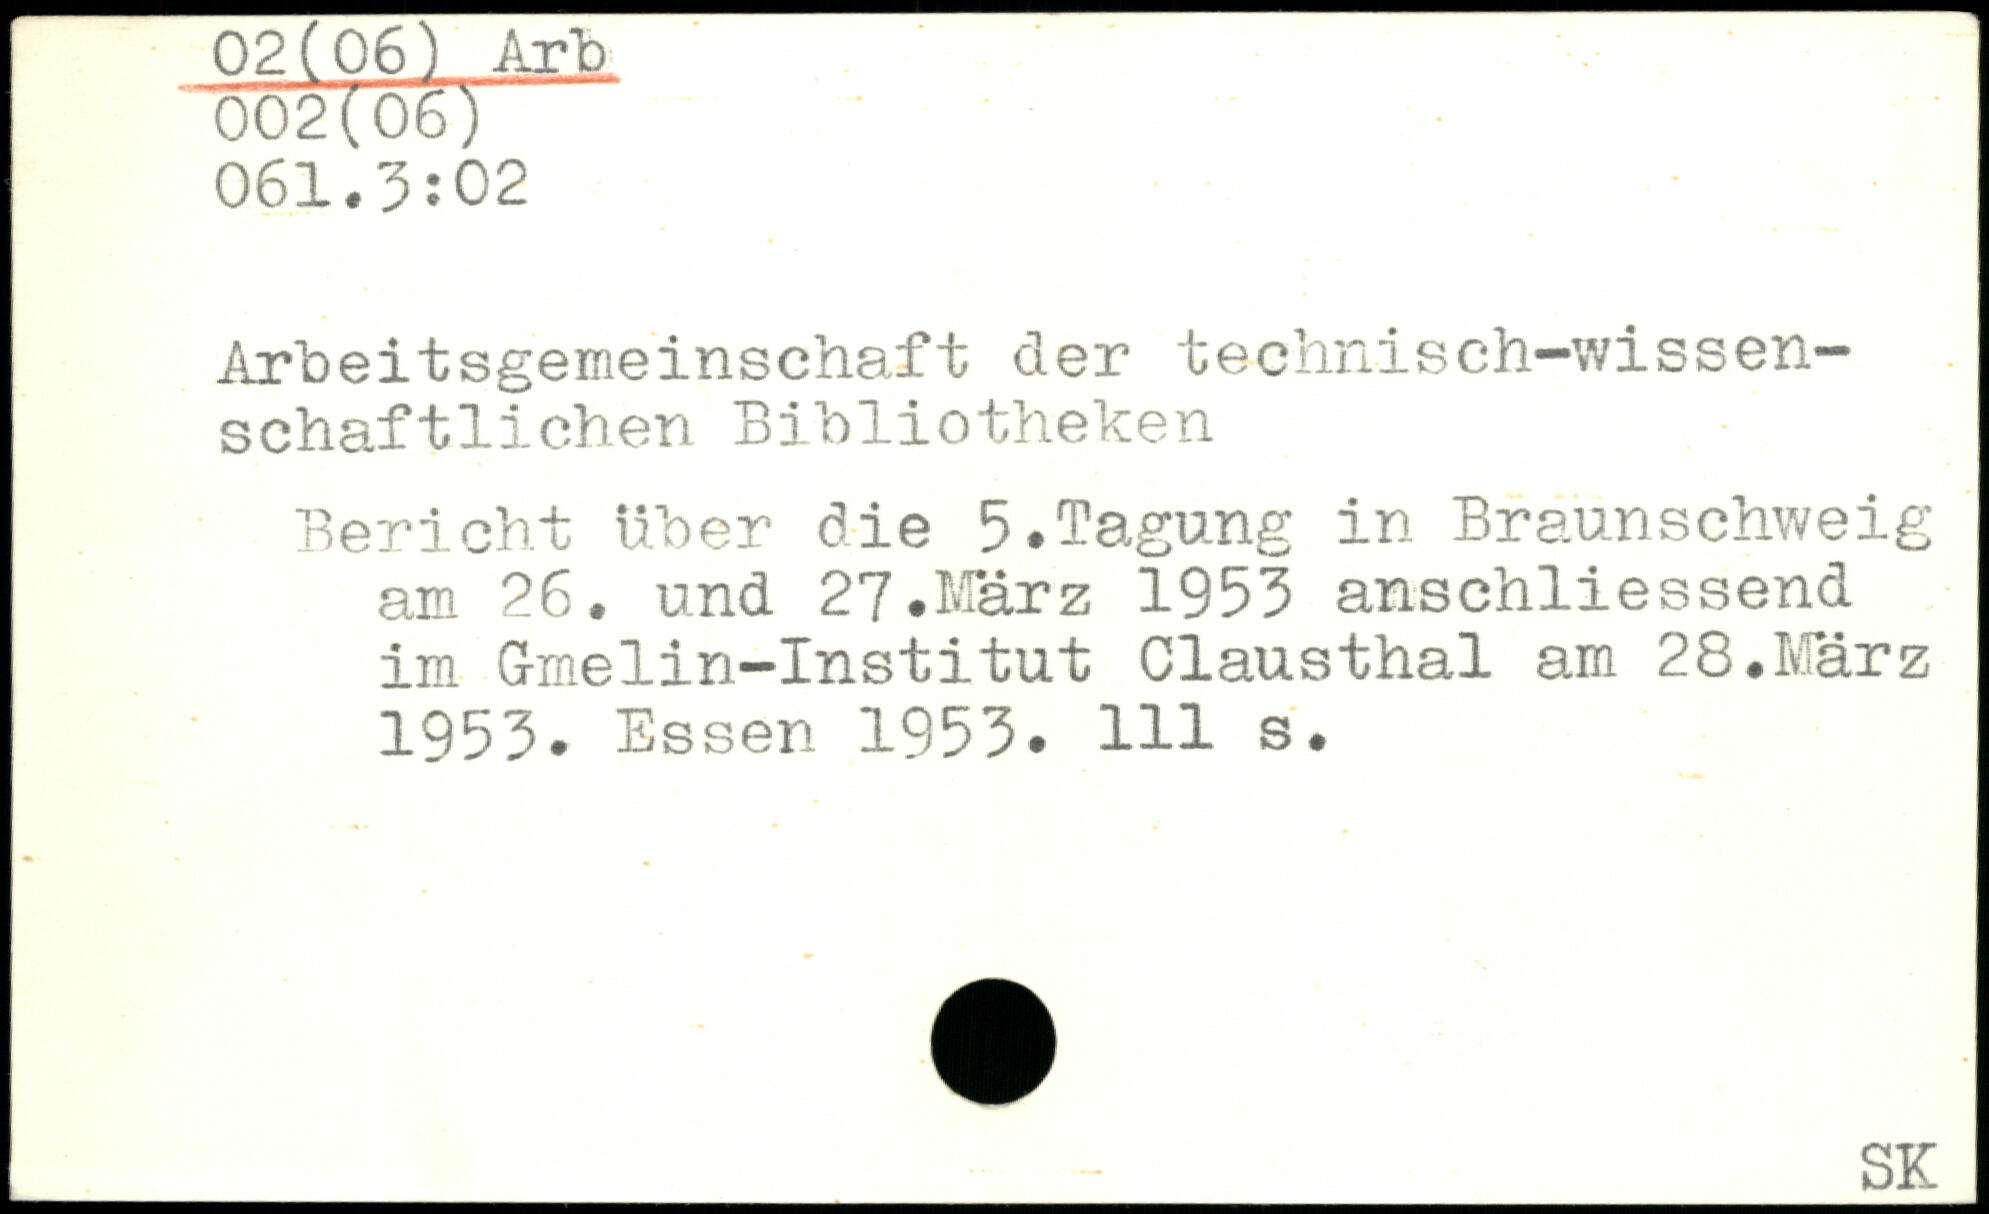 02(06) Arb
002(06)
061.3:02
Arbeitsgemeinschaft der technisch-wissen-
schaftlichen Bibliotheken
Bericht über die 5.Tagung in Braunschweig
am 26. und 27.März 1953 anschliessend
im Gmelin-Institut Clausthal am 28.März
1953. Essen 1953. 111 s.
SK